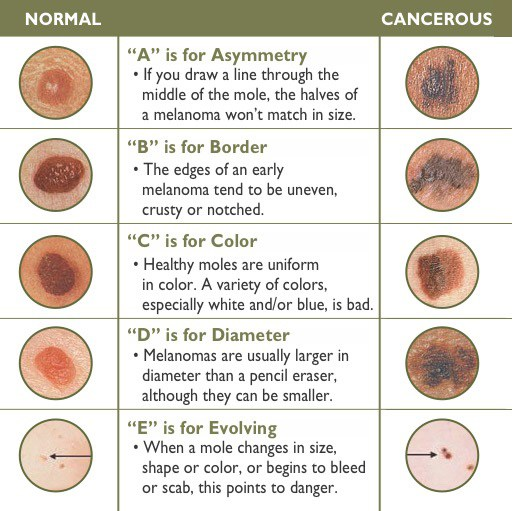 NORMAL
CANCEROUS
“A” is for Asymmetry
• If you draw a line through the
middle of the mole, the halves of
a melanoma won’t match in size.
“B” is for Border
• The edges of an early
melanoma tend to be uneven,
crusty or notched.
“C” is for Color
• Healthy moles are uniform
in color. A variety of colors,
especially white and/or blue, is bad.
“D” is for Diameter
• Melanomas are usually larger in
diameter than a pencil eraser,
although they can be smaller.
“E” is for Evolving
• When a mole changes in size,
shape or color, or begins to bleed
or scab, this points to danger.